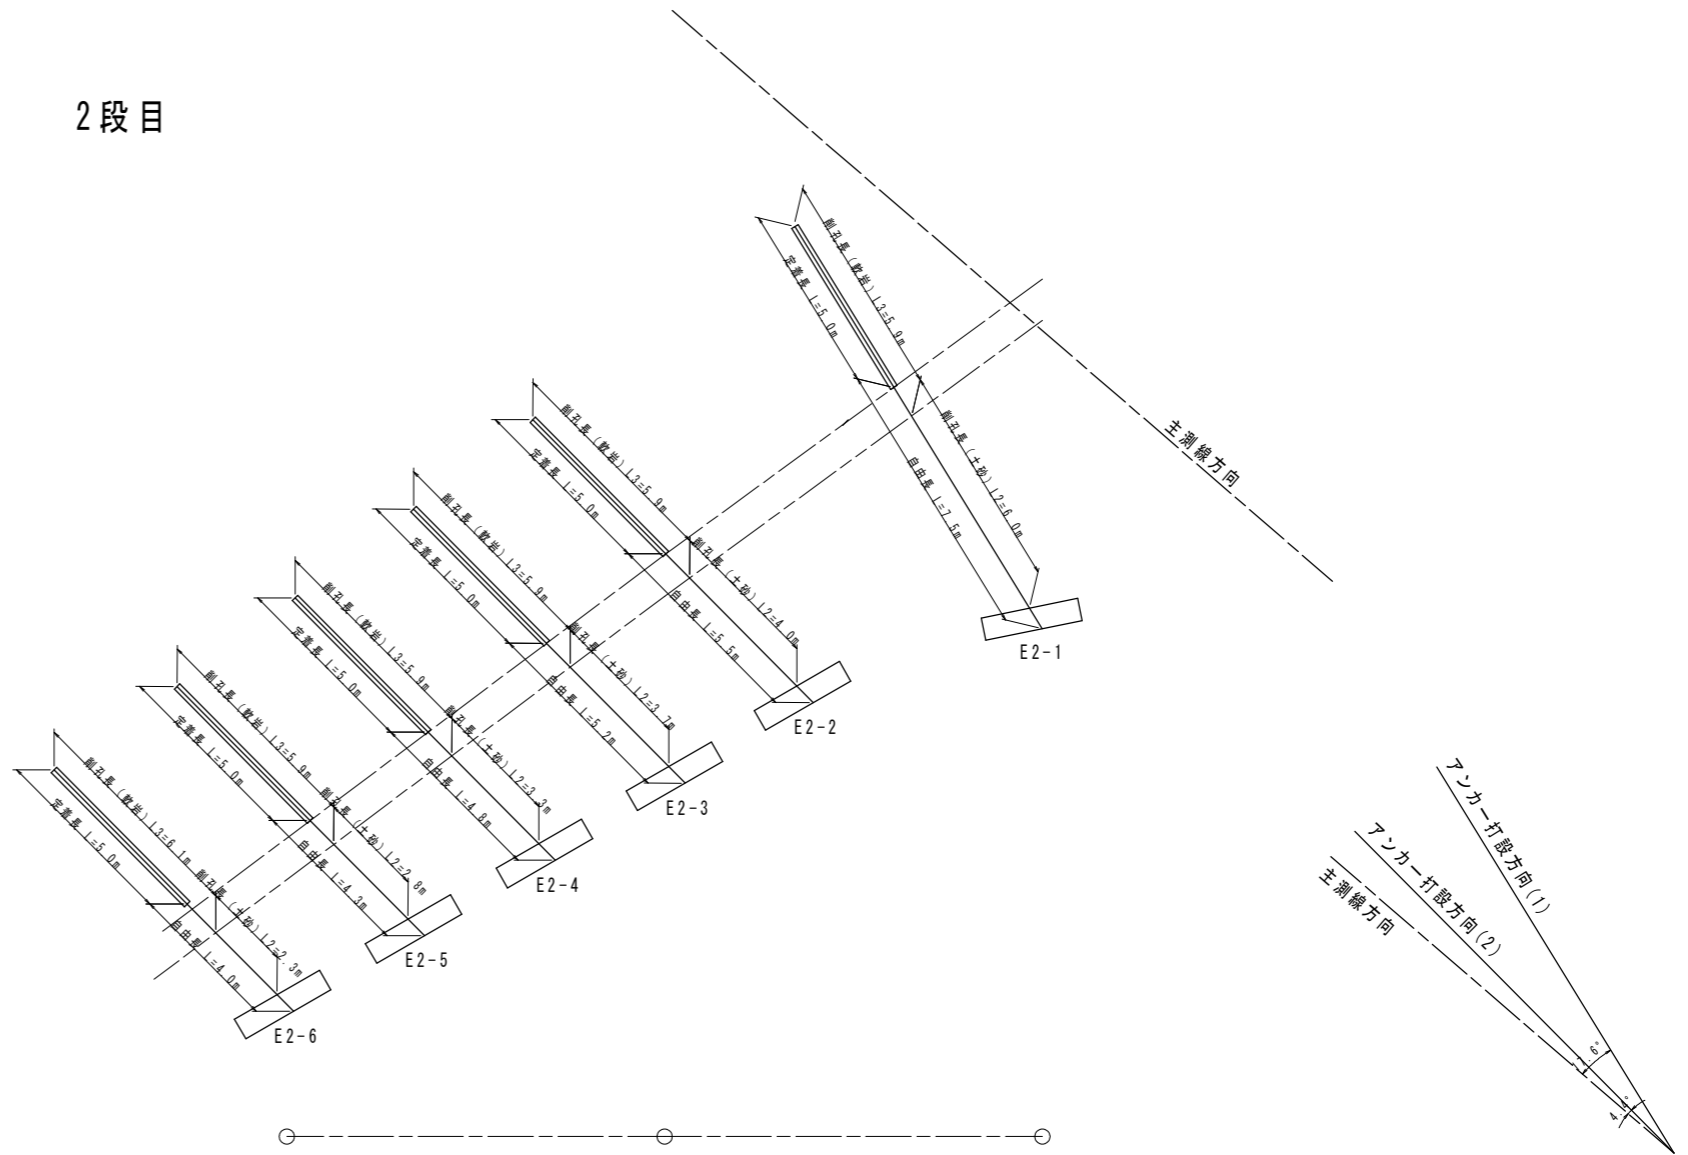 2段目
削孔長(軟岩) L3=5.9m
定着長 L=5.0m
削孔長(土砂) L2=6.0m
自由長 L=7.5m
E2-1
主測線方向
削孔長(軟岩) L3=5.9m
定着長 L=5.0m
削孔長(土砂) L2=4.0m
自由長 L=5.5m
E2-2
削孔長(軟岩) L3=5.9m
定着長 L=5.0m
削孔長(土砂) L2=3.7m
自由長 L=5.2m
E2-3
削孔長(軟岩) L3=5.9m
定着長 L=5.0m
削孔長(土砂) L2=3.3m
自由長 L=4.8m
E2-4
削孔長(軟岩) L3=5.9m
定着長 L=5.0m
削孔長(土砂) L2=2.8m
自由長 L=4.3m
E2-5
削孔長(軟岩) L3=6.1m
定着長 L=5.0m
削孔長(土砂) L2=2.3m
自由長 L=4.0m
E2-6
アンカー打設方向(1)
アンカー打設方向(2)
主測線方向